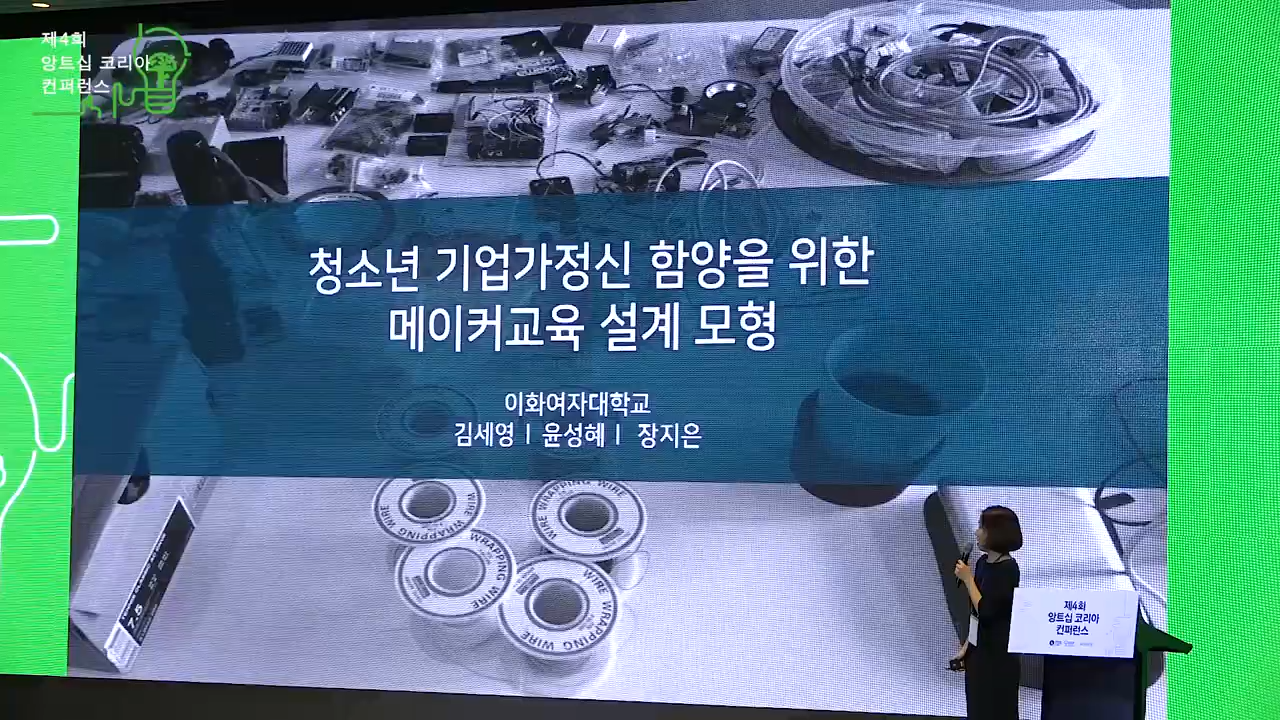 제4회
앙트십 코리아
컨퍼런스
청소년 기업가정신 함양을 위한
메이커교육 설계 모형
이화여자대학교
김세영 | 윤성혜 | 장지은
WRAPPING WIRE
WIRE WRAPPING WIRE
WRAPPING WIRE
WIRE WRAPPING WIRE
7.5
제4회
앙트십 코리아
컨퍼런스